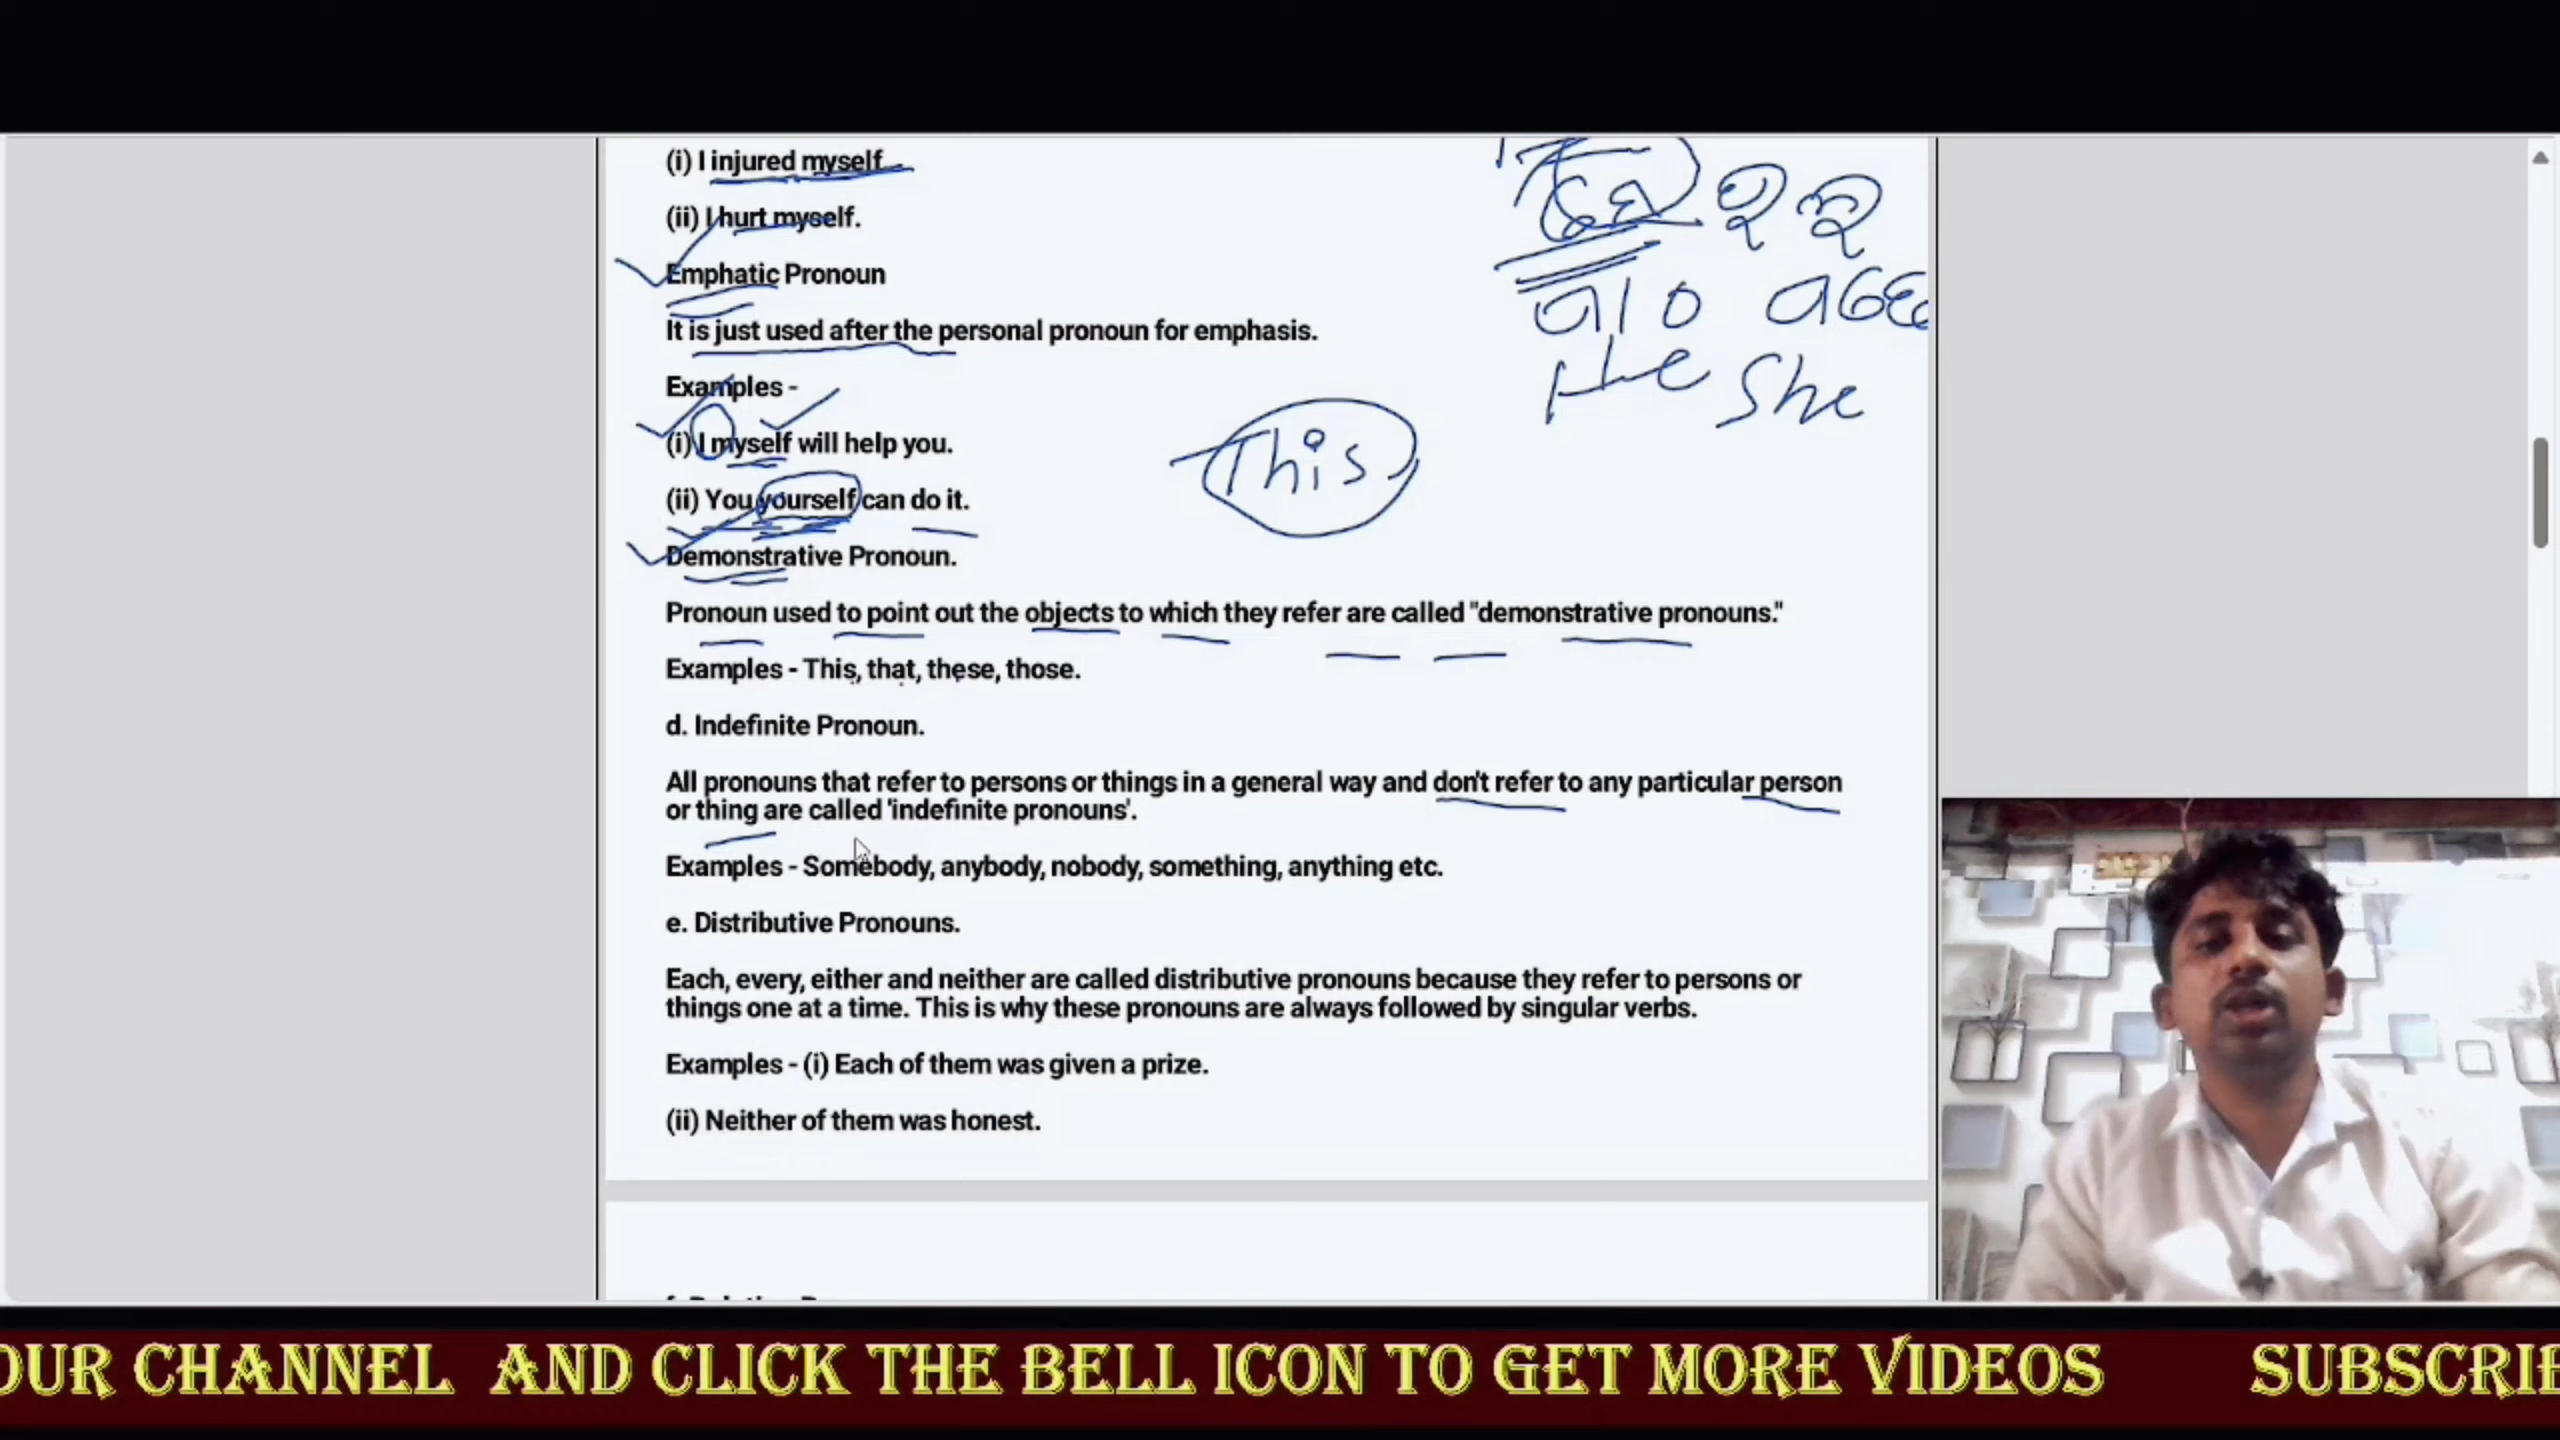 (i) I injured myself.
(ii) I hurt myself.
Emphatic Pronoun
It is just used after the personal pronoun for emphasis.
Examples -
(i) I myself will help you.
(ii) You yourself can do it.
Demonstrative Pronoun.
Pronoun used to point out the objects to which they refer are called "demonstrative pronouns."
Examples - This, that, these, those.
d. Indefinite Pronoun.
All pronouns that refer to persons or things in a general way and don't refer to any particular person
or thing are called 'indefinite pronouns'.
Examples - Somebody, anybody, nobody, something, anything etc.
e. Distributive Pronouns.
Each, every, either and neither are called distributive pronouns because they refer to persons or
things one at a time. This is why these pronouns are always followed by singular verbs.
Examples - (i) Each of them was given a prize.
(ii) Neither of them was honest.
He She
This
OUR CHANNEL AND CLICK THE BELL ICON TO GET MORE VIDEOS SUBSCRIB